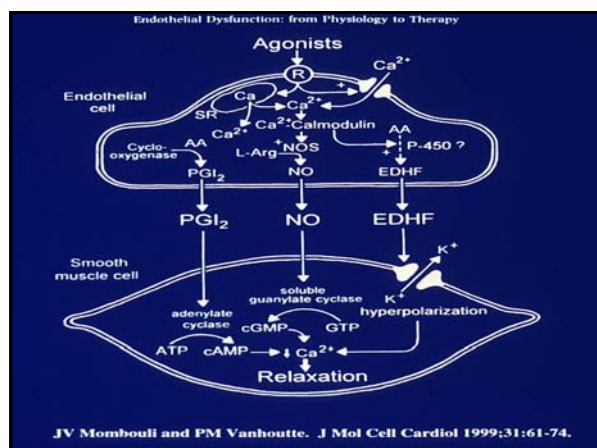 Endothelial Dysfunction: from Physiology to Therapy
Agonists
R
Ca²⁺
+
Endothelial
cell
Ca
SR
Ca²⁺
Ca²⁺
Ca²⁺-Calmodulin
AA
Cyclo-
oxygenase
AA
+
NOS
L-Arg
+
P-450 ?
PGI₂
NO
EDHF
PGI₂
NO
EDHF
Smooth
muscle cell
K⁺
K⁺
soluble
guanylate cyclase
hyperpolarization
adenylate
cyclase
cGMP
GTP
ATP
cAMP
Ca²⁺
Relaxation
JV Mombouli and PM Vanhoutte. J Mol Cell Cardiol 1999;31:61-74.